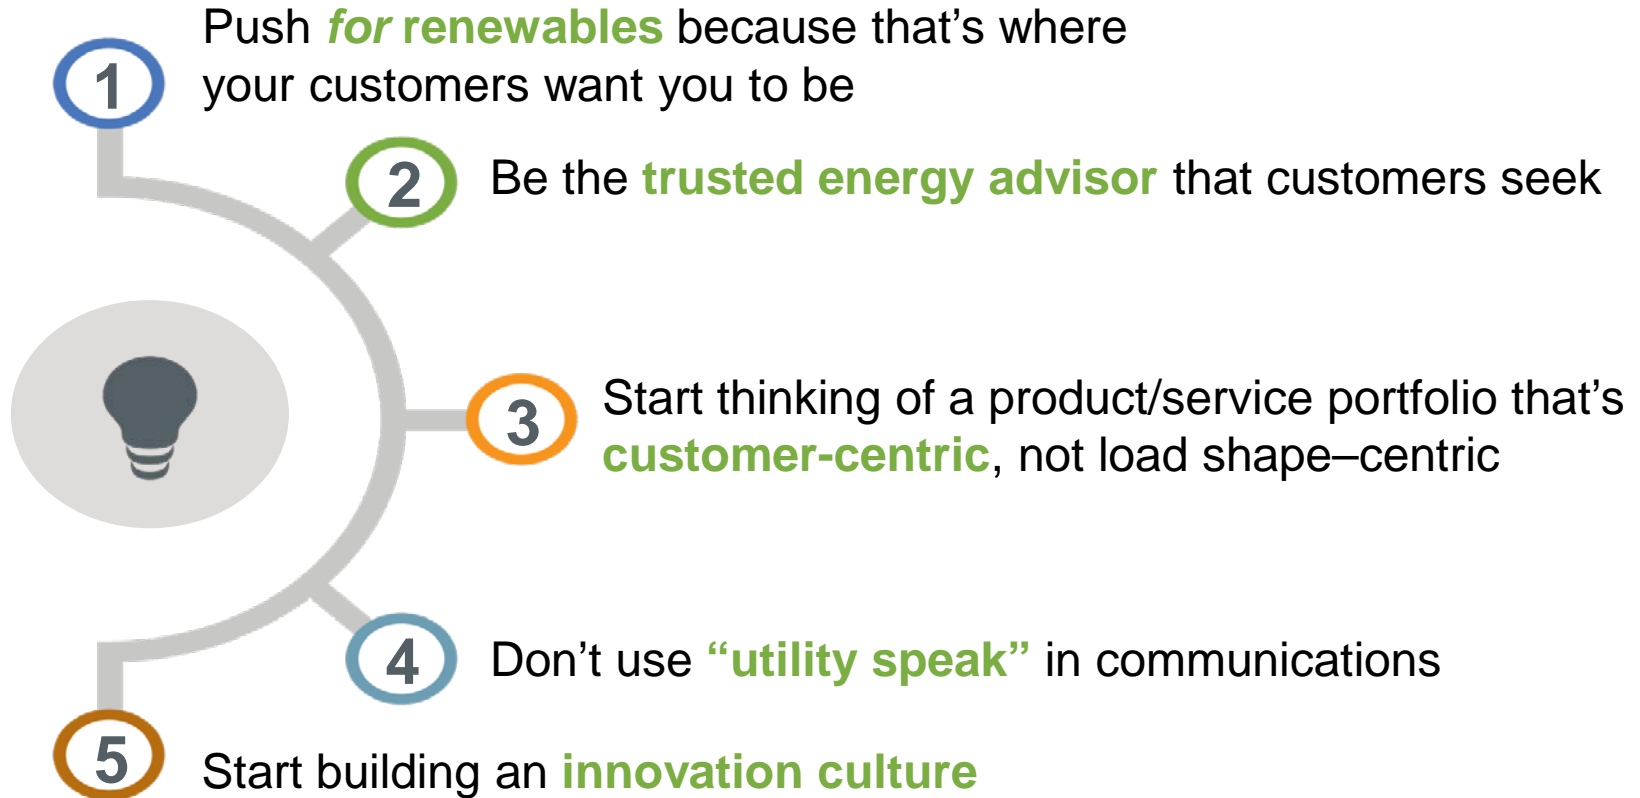 1
Push for renewables because that’s where
your customers want you to be
2
Be the trusted energy advisor that customers seek
3
Start thinking of a product/service portfolio that’s
customer-centric, not load shape–centric
4
Don’t use “utility speak” in communications
5
Start building an innovation culture